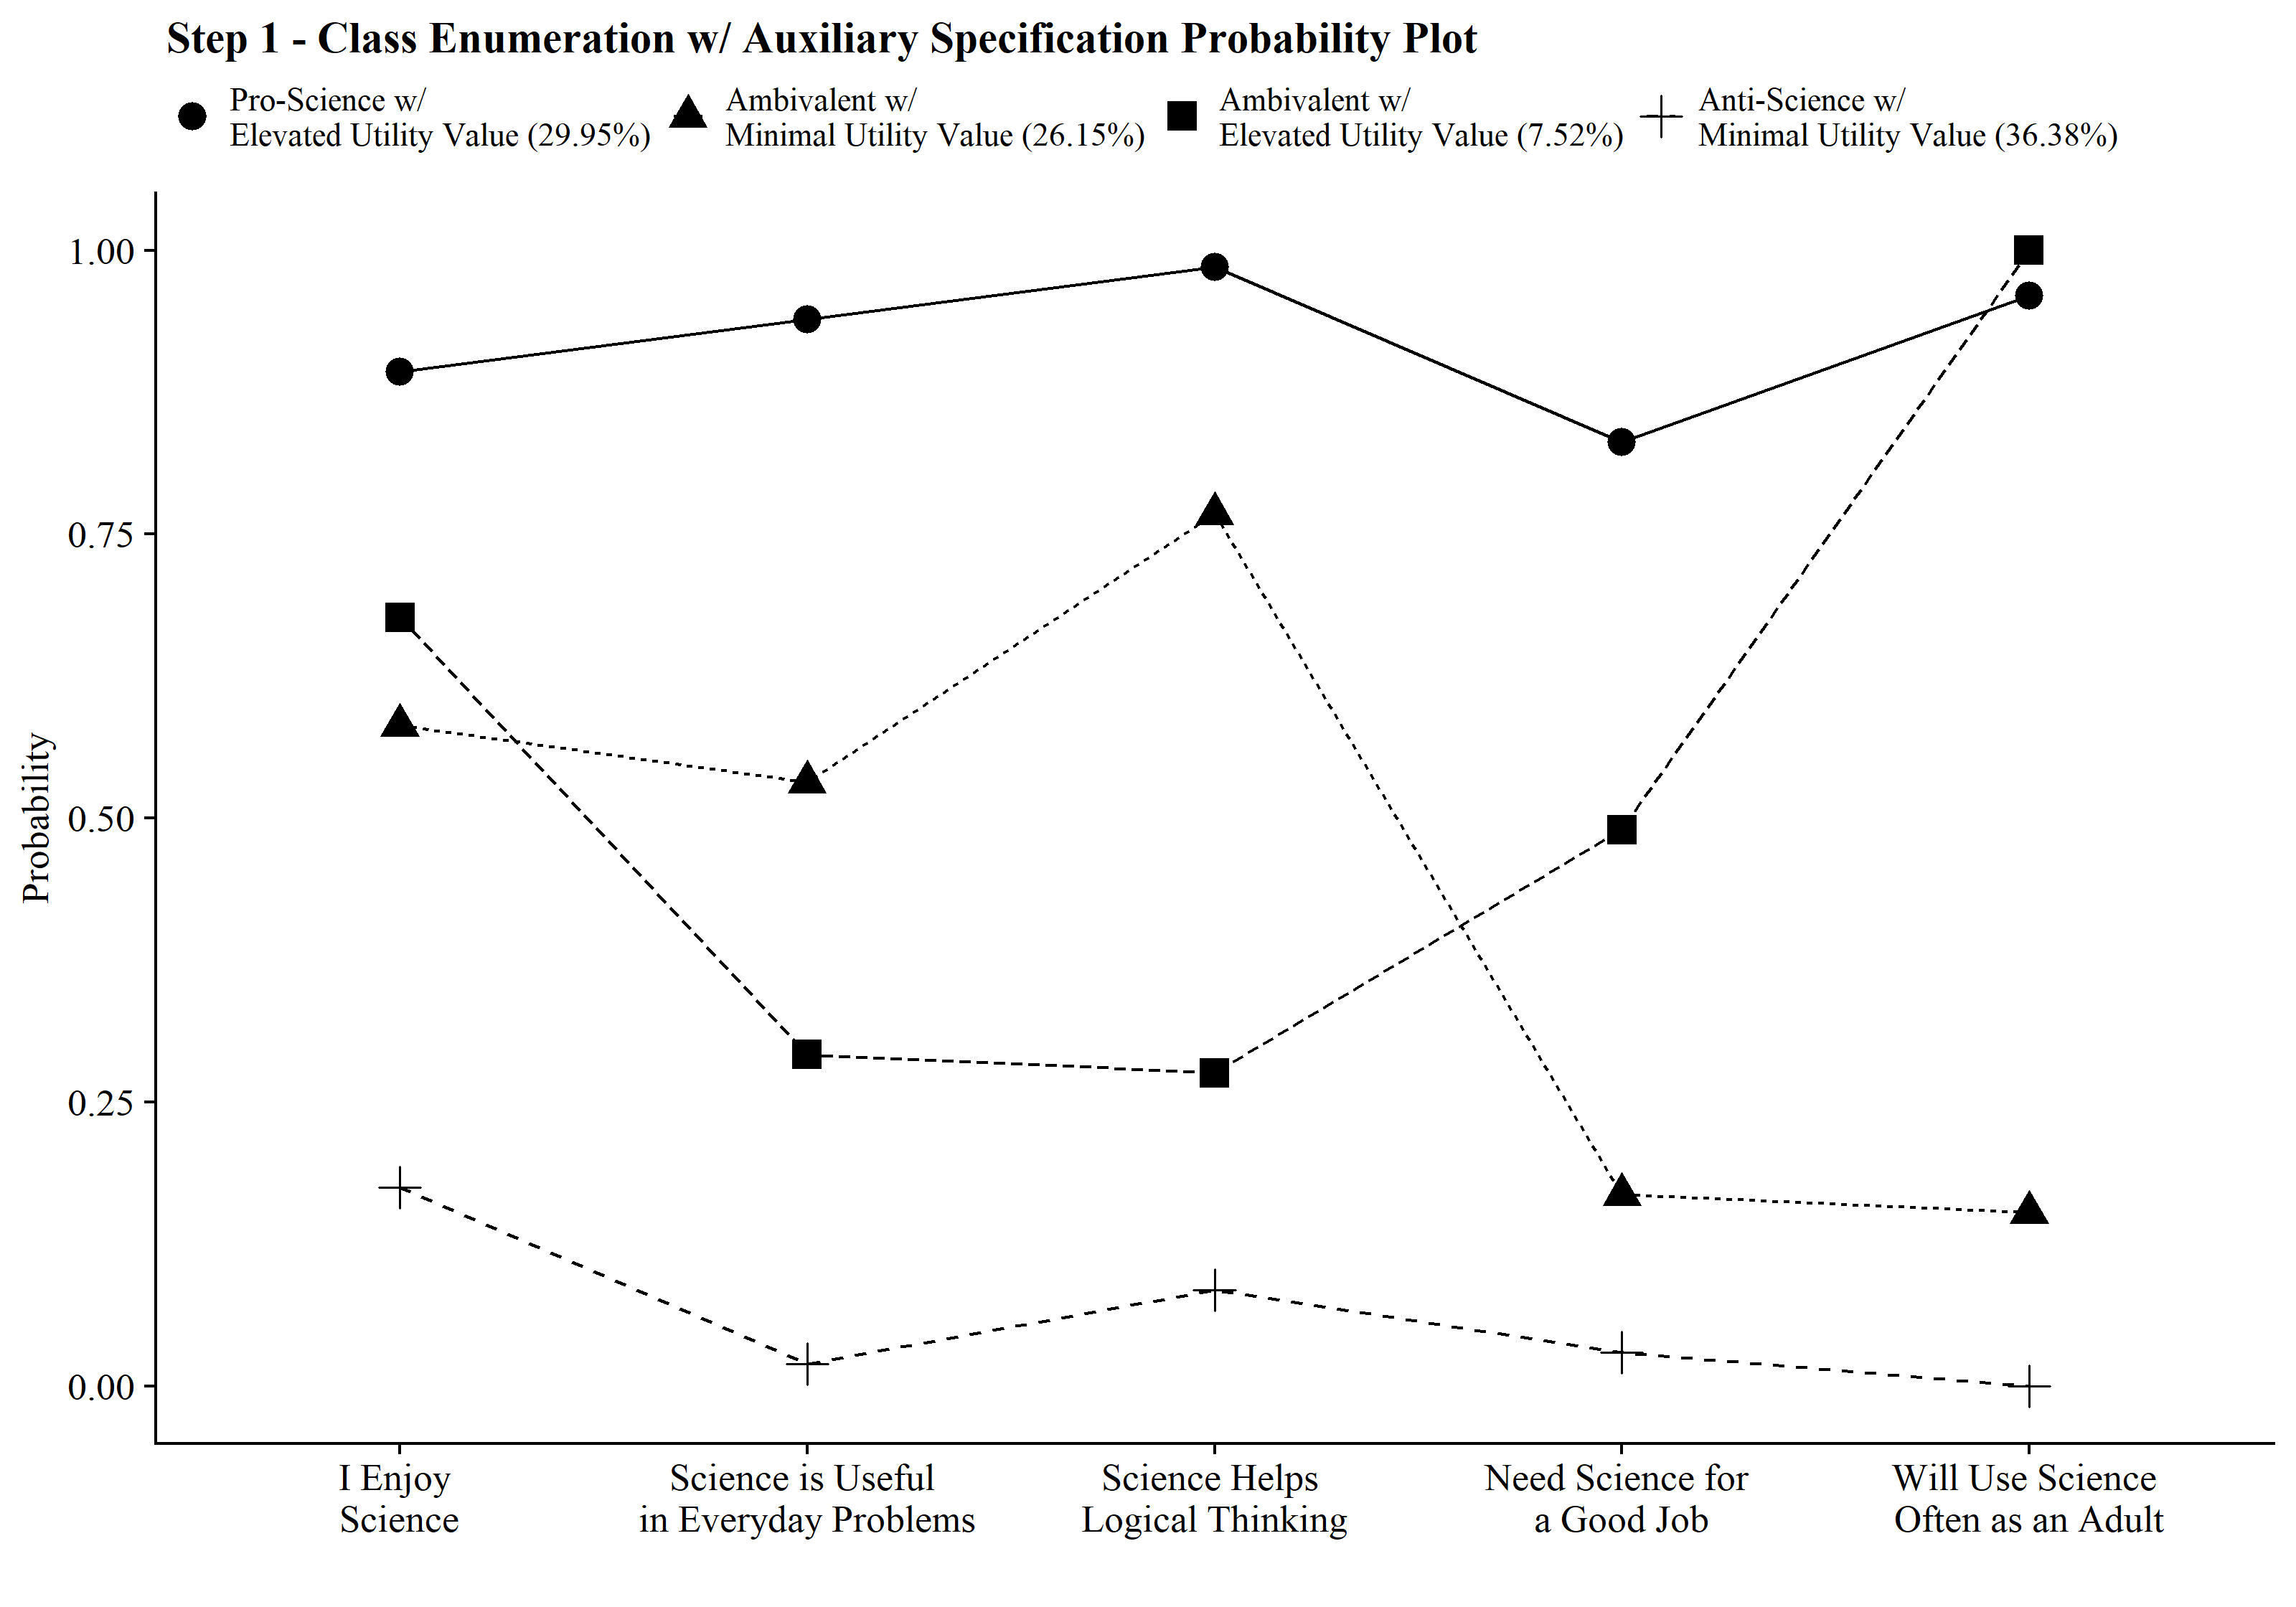 Step 1 - Class Enumeration w/ Auxiliary Specification Probability Plot
Pro-Science w/
Elevated Utility Value (29.95%)
Ambivalent w/
Minimal Utility Value (26.15%)
Ambivalent w/
Elevated Utility Value (7.52%)
Anti-Science w/
Minimal Utility Value (36.38%)
Probability
1.00
0.75
0.50
0.25
0.00
I Enjoy
Science
Science is Useful
in Everyday Problems
Science Helps
Logical Thinking
Need Science for
a Good Job
Will Use Science
Often as an Adult